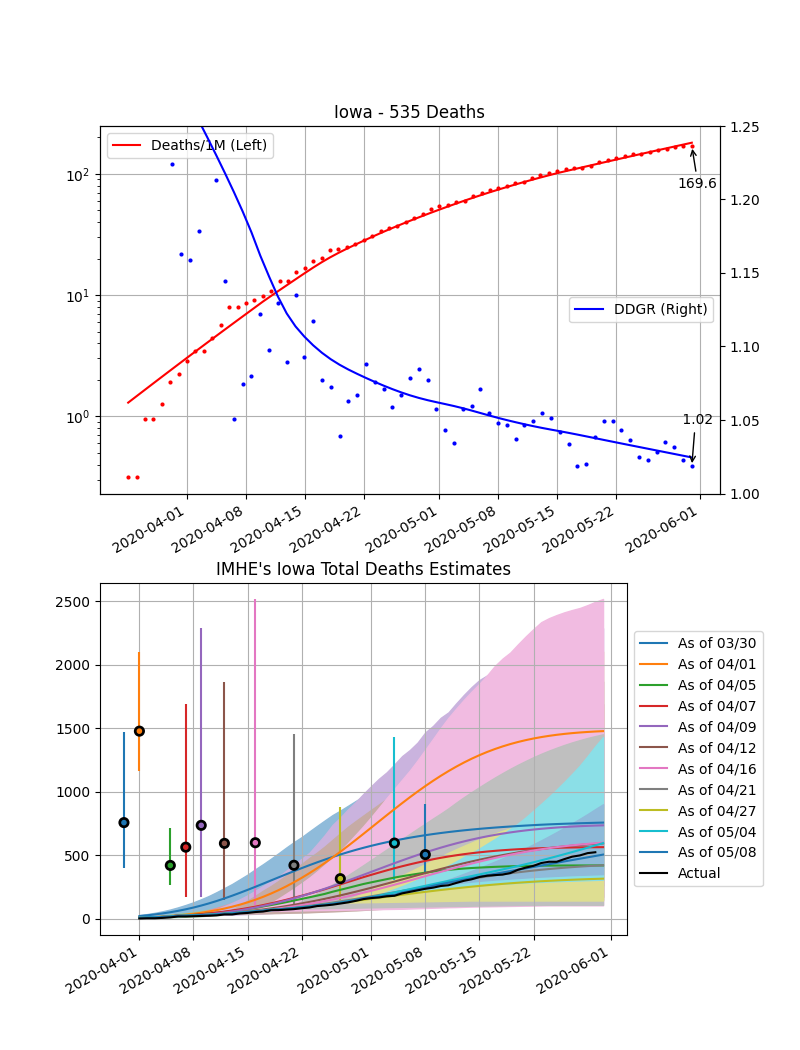 Iowa - 535 Deaths
Deaths/1M (Left)
DDGR (Right)
169.6
1.02
10²
10¹
10⁰
1.25
1.20
1.15
1.10
1.05
1.00
2020-04-01
2020-04-08
2020-04-15
2020-04-22
2020-05-01
2020-05-08
2020-05-15
2020-05-22
2020-06-01
IMHE's Iowa Total Deaths Estimates
2500
2000
1500
1000
500
0
2020-04-01
2020-04-08
2020-04-15
2020-04-22
2020-05-01
2020-05-08
2020-05-15
2020-05-22
2020-06-01
As of 03/30
As of 04/01
As of 04/05
As of 04/07
As of 04/09
As of 04/12
As of 04/16
As of 04/21
As of 04/27
As of 05/04
As of 05/08
Actual